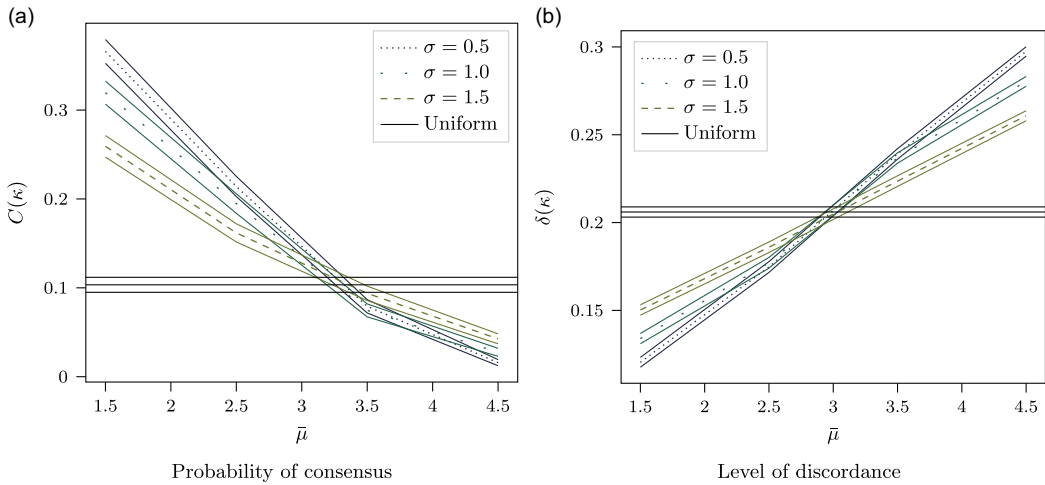 (a)
C(κ)
0.3
0.2
0.1
0
σ = 0.5
σ = 1.0
σ = 1.5
Uniform
1.5 2 2.5 3 3.5 4 4.5
μ̄
Probability of consensus
(b)
δ(κ)
0.3
0.25
0.2
0.15
σ = 0.5
σ = 1.0
σ = 1.5
Uniform
1.5 2 2.5 3 3.5 4 4.5
μ̄
Level of discordance